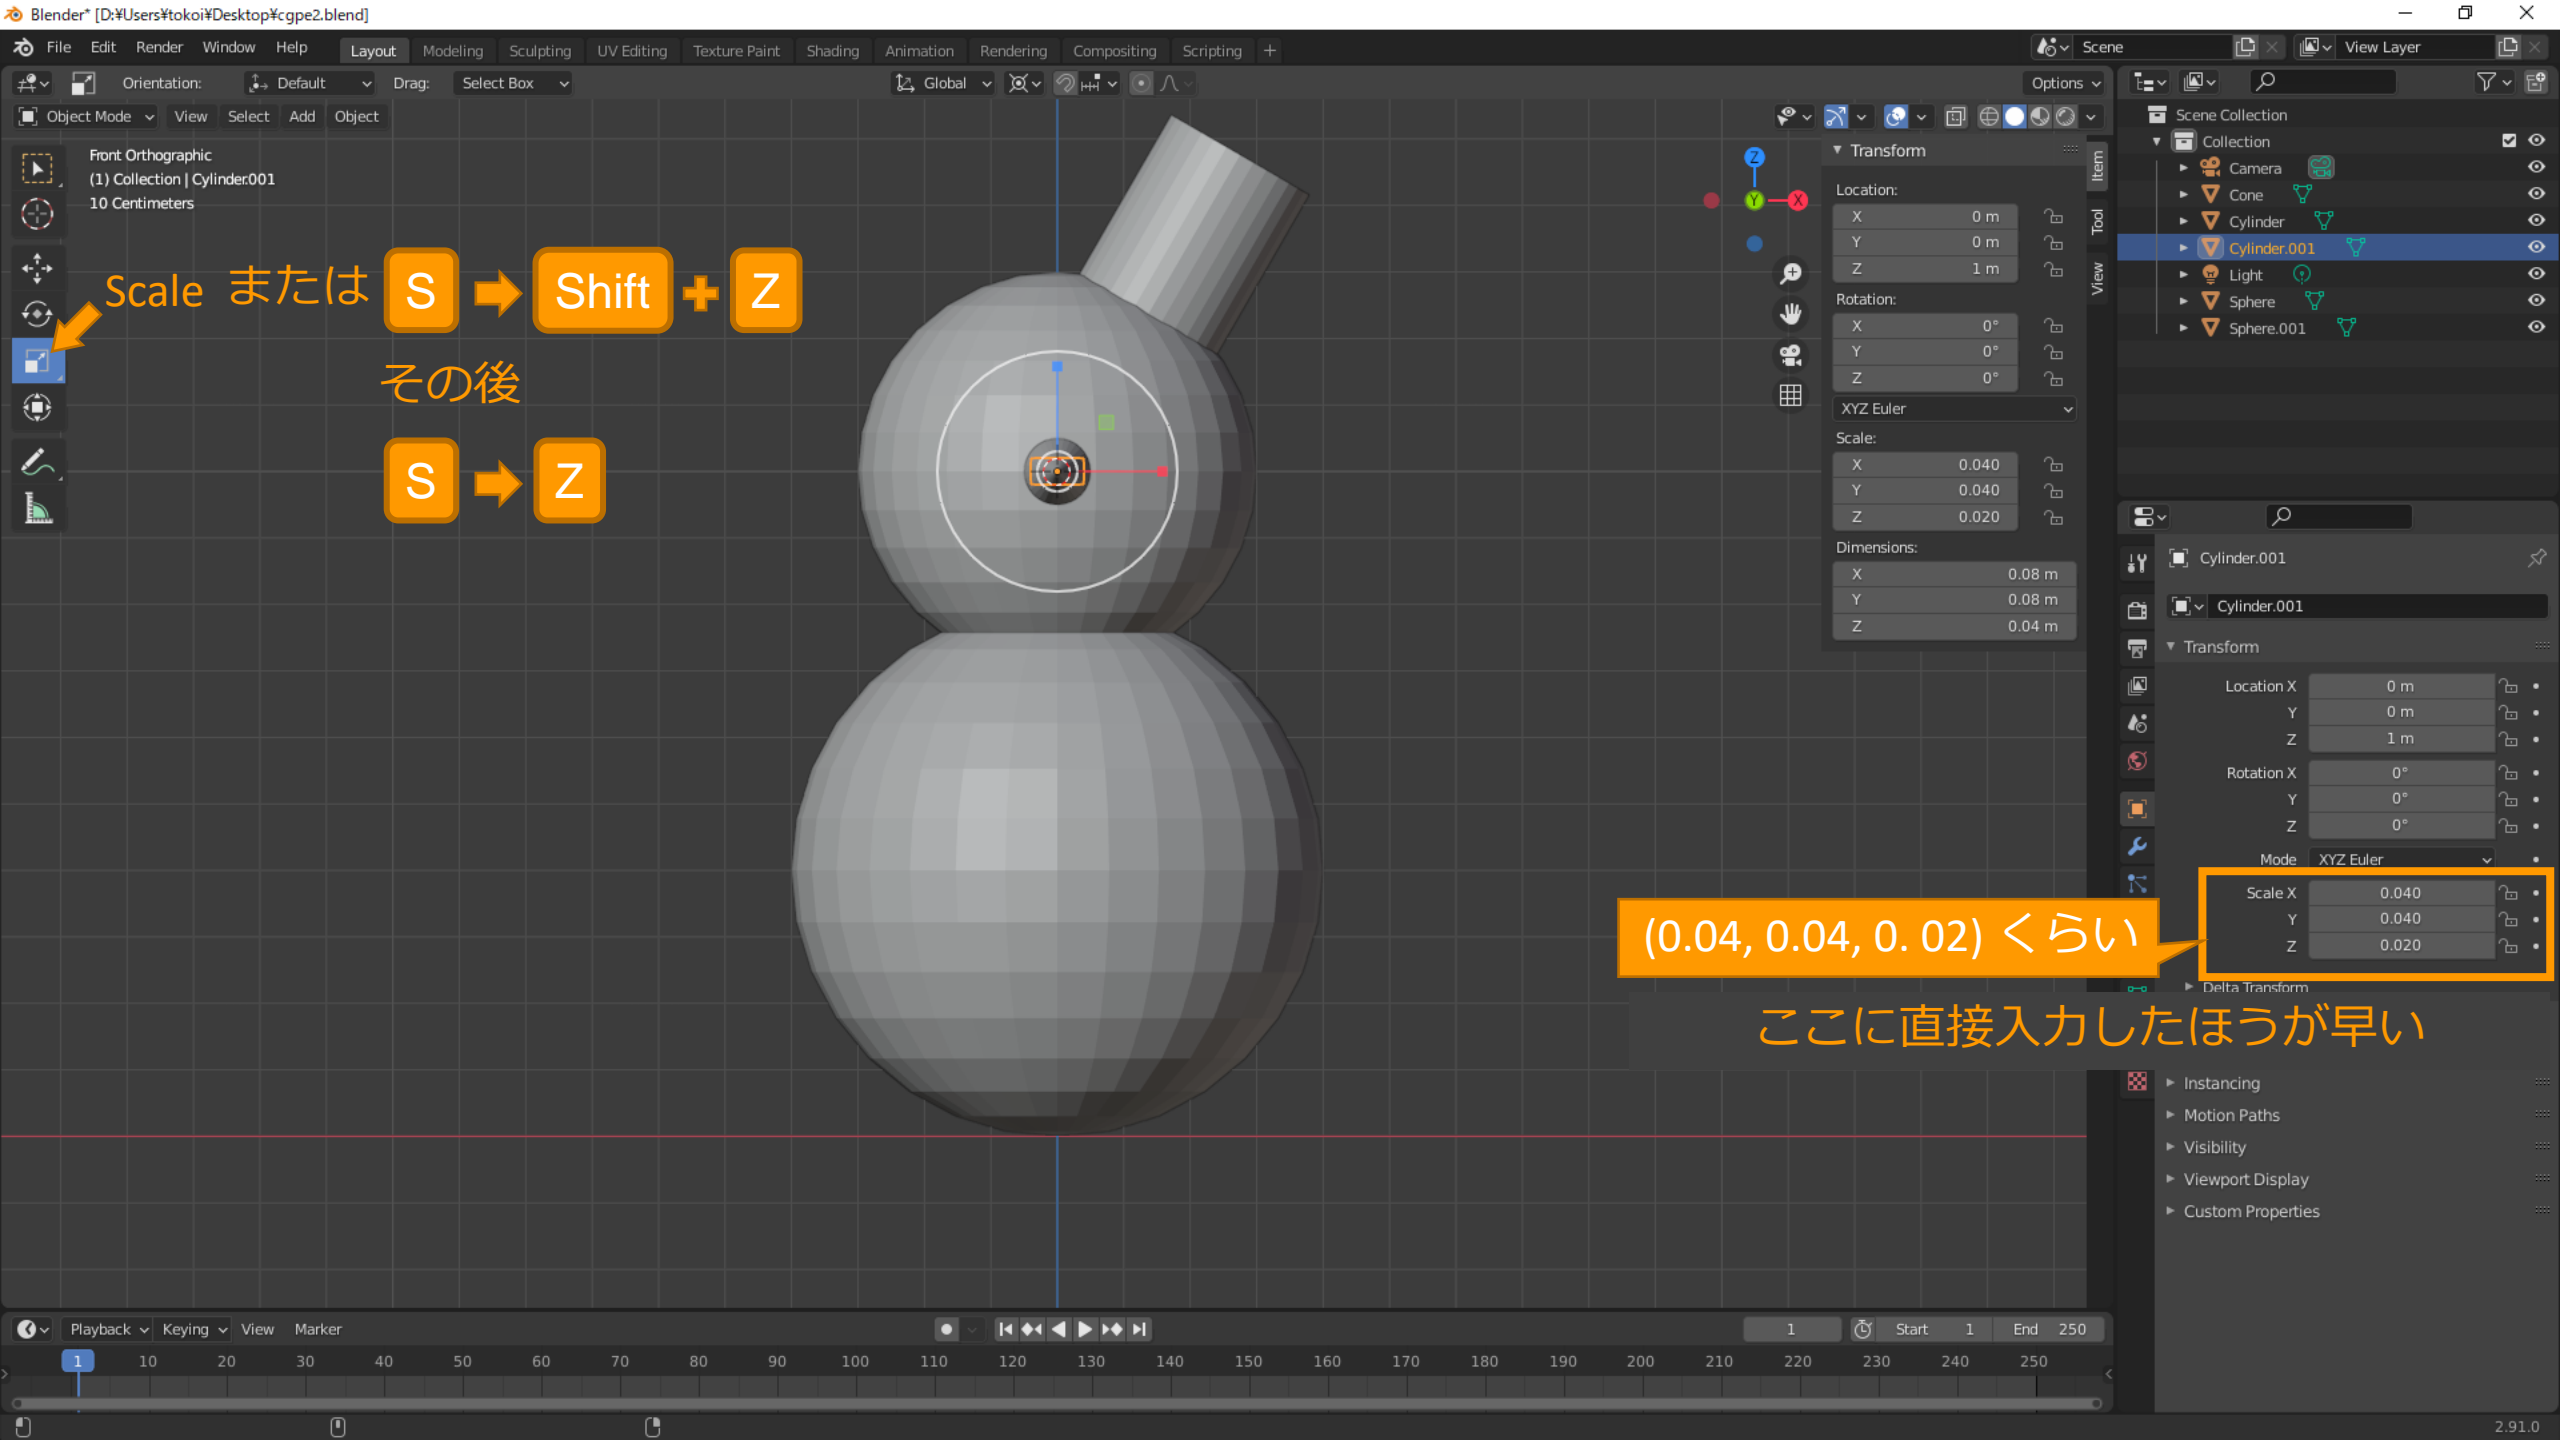 Blender* [D:¥Users¥tokoi¥Desktop¥cgpe2.blend]
File Edit Render Window Help Layout Modeling Sculpting UV Editing Texture Paint Shading Animation Rendering Compositing Scripting + Scene View Layer
Orientation: Default Drag: Select Box Global Options
Object Mode View Select Add Object
Front Orthographic
(1) Collection | Cylinder.001
10 Centimeters
Scale または S Shift Z
その後
S Z
Z
Y X
Transform
Location:
X 0 m
Y 0 m
Z 1 m
Rotation:
X 0°
Y 0°
Z 0°
XYZ Euler
Scale:
X 0.040
Y 0.040
Z 0.020
Dimensions:
X 0.08 m
Y 0.08 m
Z 0.04 m
Item
Tool
View
Scene Collection
Collection
Camera
Cone
Cylinder
Cylinder.001
Light
Sphere
Sphere.001
Cylinder.001
Cylinder.001
Transform
Location X 0 m
Y 0 m
Z 1 m
Rotation X 0°
Y 0°
Z 0°
Mode XYZ Euler
Scale X 0.040
Y 0.040
Z 0.020
(0.04, 0.04, 0. 02) くらい
Delta Transform
ここに直接入力したほうが早い
Instancing
Motion Paths
Visibility
Viewport Display
Custom Properties
Playback Keying View Marker 1 Start 1 End 250
1 10 20 30 40 50 60 70 80 90 100 110 120 130 140 150 160 170 180 190 200 210 220 230 240 250
2.91.0